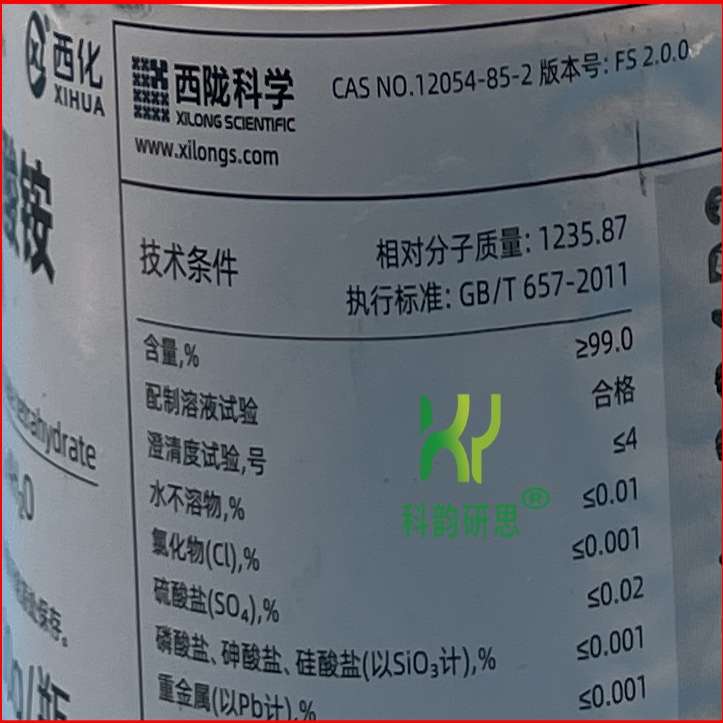 西化
XIHUA
西陇科学
XILONG SCIENTIFIC
www.xilongs.com
CAS NO.12054-85-2 版本号: FS 2.0.0
酸铵
技术条件
相对分子质量: 1235.87
执行标准: GB/T 657-2011
含量,% ≥99.0
配制溶液试验 合格
澄清度试验,号 ≤4
水不溶物,% ≤0.01
氯化物(Cl),% ≤0.001
硫酸盐(SO₄),% ≤0.02
磷酸盐、砷酸盐、硅酸盐(以SiO₃计),% ≤0.001
重金属(以Pb计),% ≤0.001
etrahydrate
保存。
科韵研思®